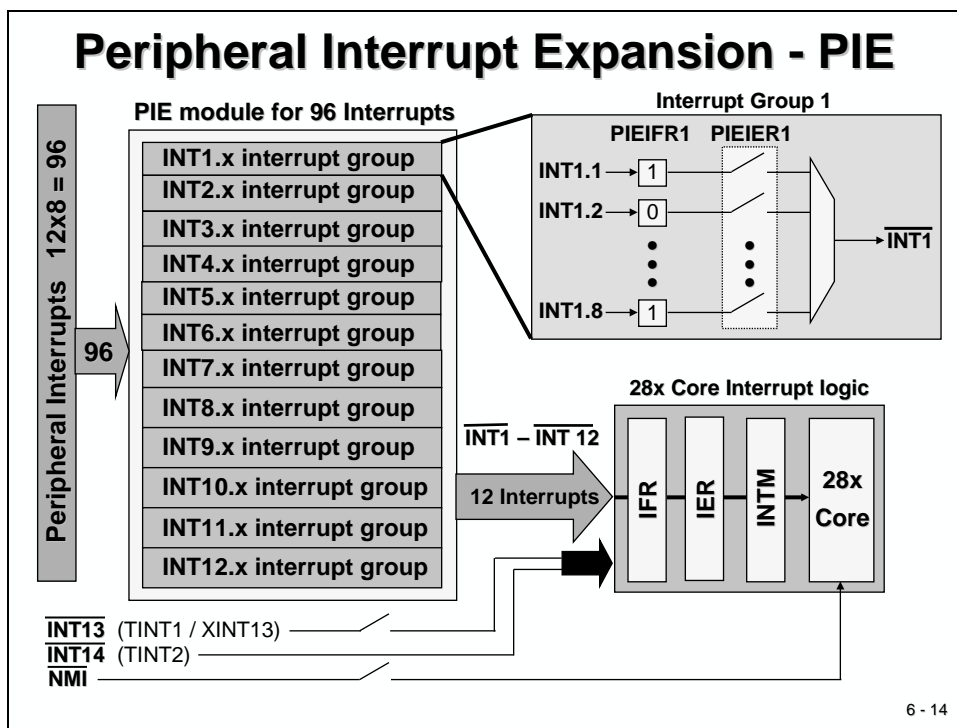 Peripheral Interrupt Expansion - PIE
Peripheral Interrupts 12x8 = 96
96
PIE module for 96 Interrupts
INT1.x interrupt group
INT2.x interrupt group
INT3.x interrupt group
INT4.x interrupt group
INT5.x interrupt group
INT6.x interrupt group
INT7.x interrupt group
INT8.x interrupt group
INT9.x interrupt group
INT10.x interrupt group
INT11.x interrupt group
INT12.x interrupt group
Interrupt Group 1
PIEIFR1 PIEIER1
INT1.1 1
INT1.2 0
INT1.8 1
INT1
28x Core Interrupt logic
INT1 – INT 12
12 Interrupts
IFR
IER
INTM
28x
Core
INT13 (TINT1 / XINT13)
INT14 (TINT2)
NMI
6 - 14